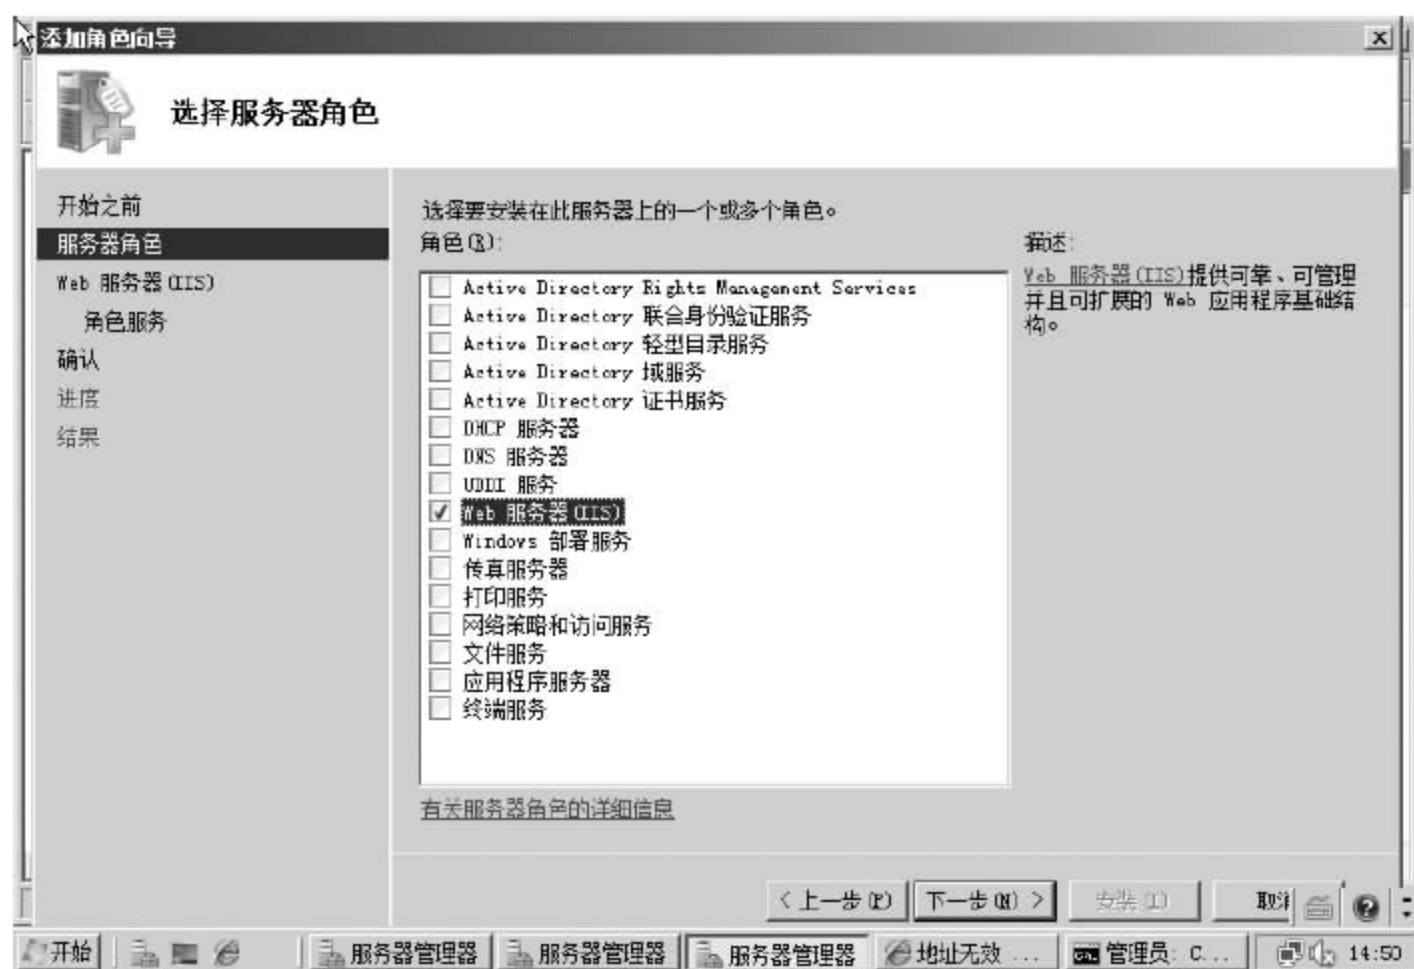 添加角色向导
选择服务器角色
开始之前
服务器角色
Web 服务器(IIS)
角色服务
确认
进度
结果
选择要安装在此服务器上的一个或多个角色。
角色(R):
Active Directory Rights Management Services
Active Directory 联合身份验证服务
Active Directory 轻型目录服务
Active Directory 域服务
Active Directory 证书服务
DHCP 服务器
DNS 服务器
UDDI 服务
Web 服务器(IIS)
Windows 部署服务
传真服务器
打印服务
网络策略和访问服务
文件服务
应用程序服务器
终端服务
有关服务器角色的详细信息
描述:
Web 服务器(IIS)提供可靠、可管理
并且可扩展的 Web 应用程序基础结
构。
< 上一步(P) 下一步(N) > 安装(I) 取消
开始 服务器管理器 服务器管理器 服务器管理器 地址无效 ... 管理员: C... 14:50